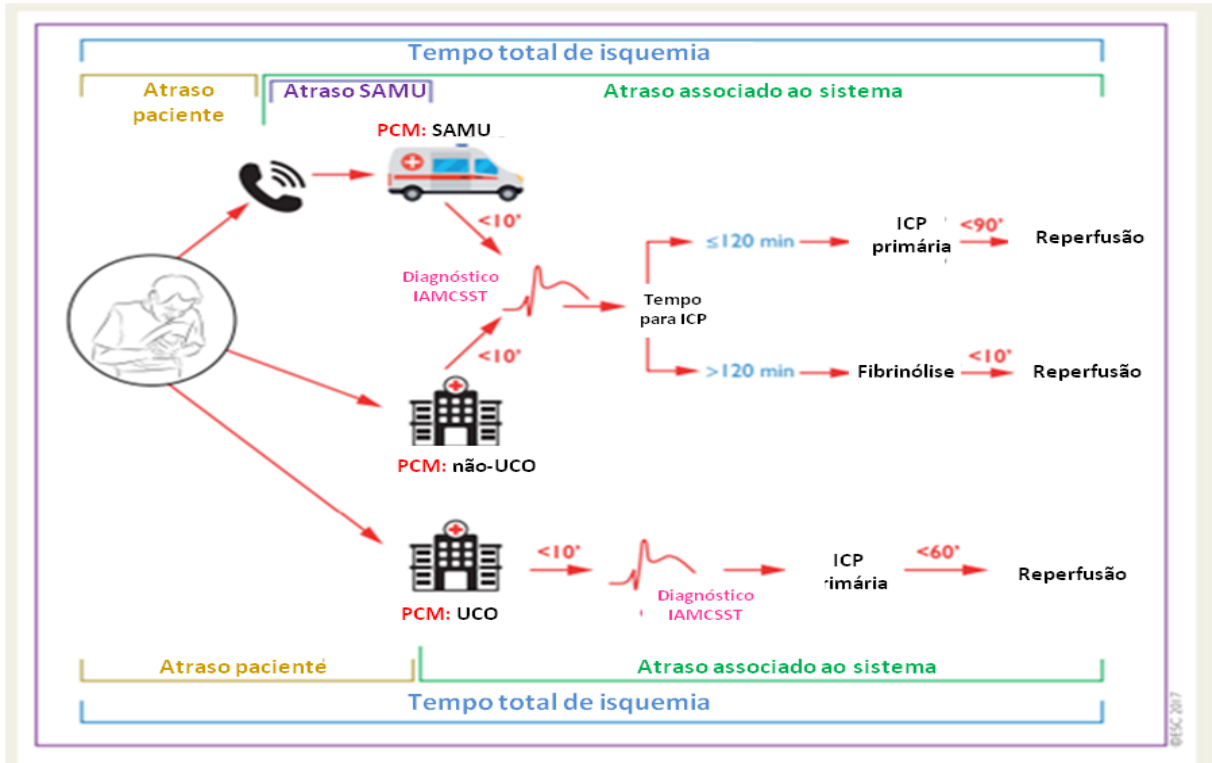 Tempo total de isquemia
Atraso
paciente
Atraso SAMU
Atraso associado ao sistema
PCM: SAMU
<10'
Diagnóstico
IAMCSST
<10'
Tempo
para ICP
≤120 min
ICP
primária
<90'
Reperfusão
>120 min
Fibrinólise
<10'
Reperfusão
PCM: não-UCO
<10'
Diagnóstico
IAMCSST
ICP
rimária
<60'
Reperfusão
PCM: UCO
Atraso paciente
Atraso associado ao sistema
Tempo total de isquemia
©ESC 2017